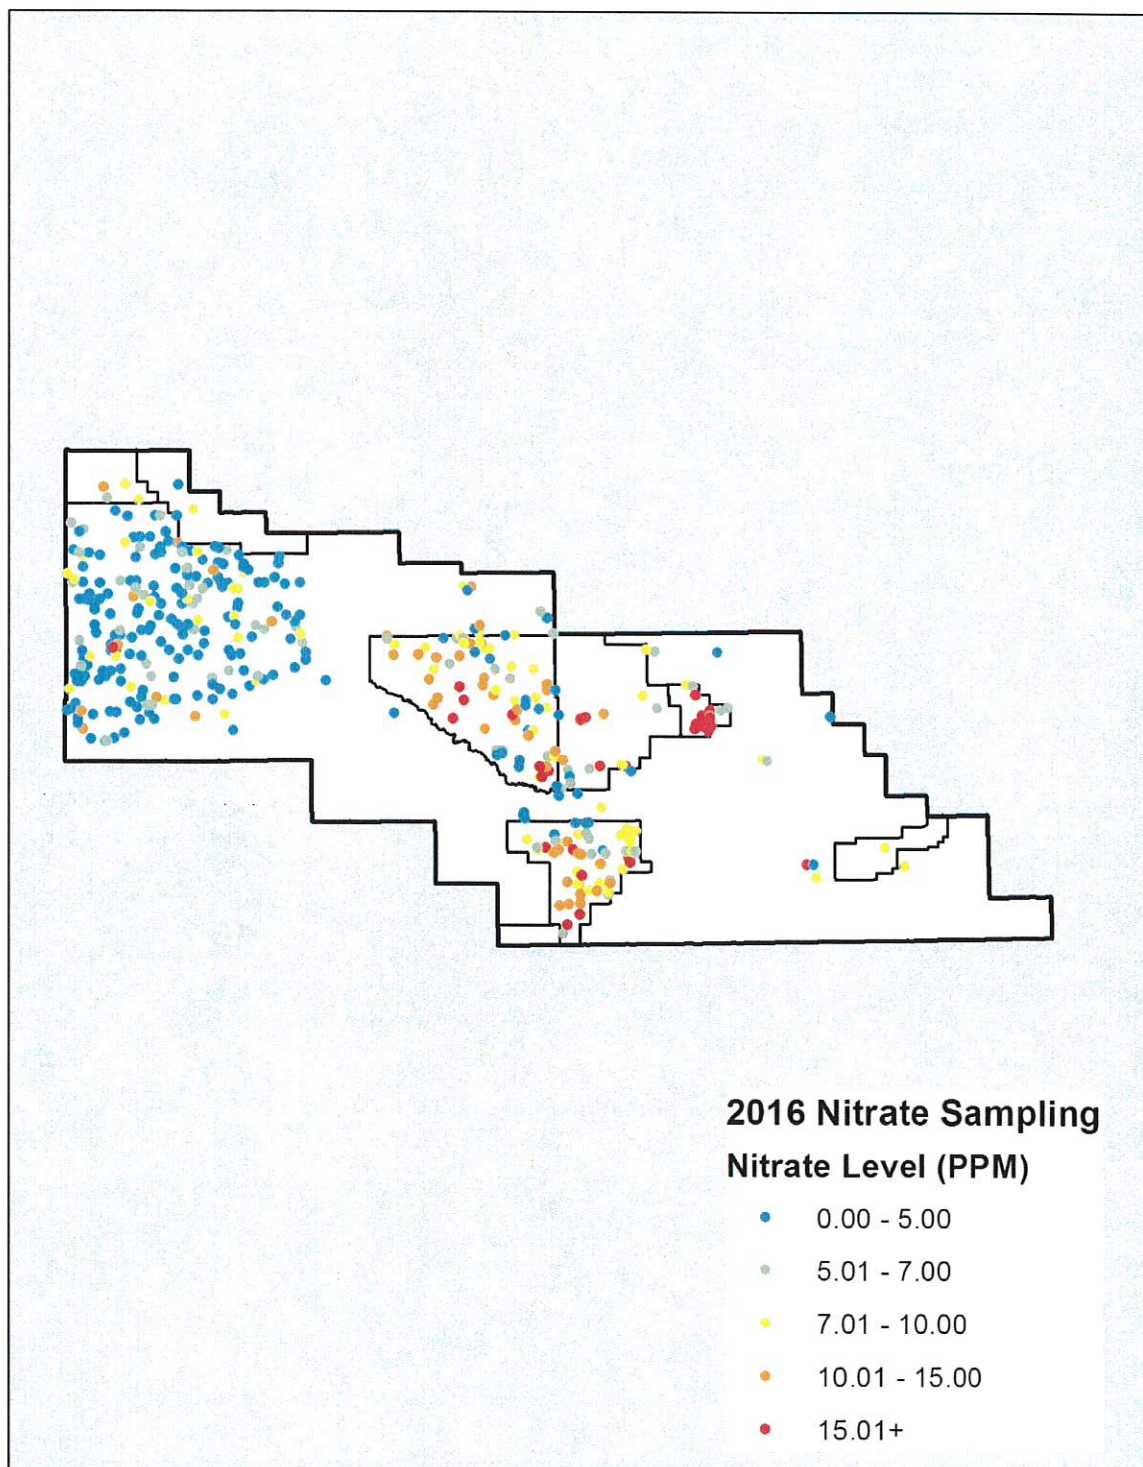 2016 Nitrate Sampling
Nitrate Level (PPM)
0.00 - 5.00
5.01 - 7.00
7.01 - 10.00
10.01 - 15.00
15.01+